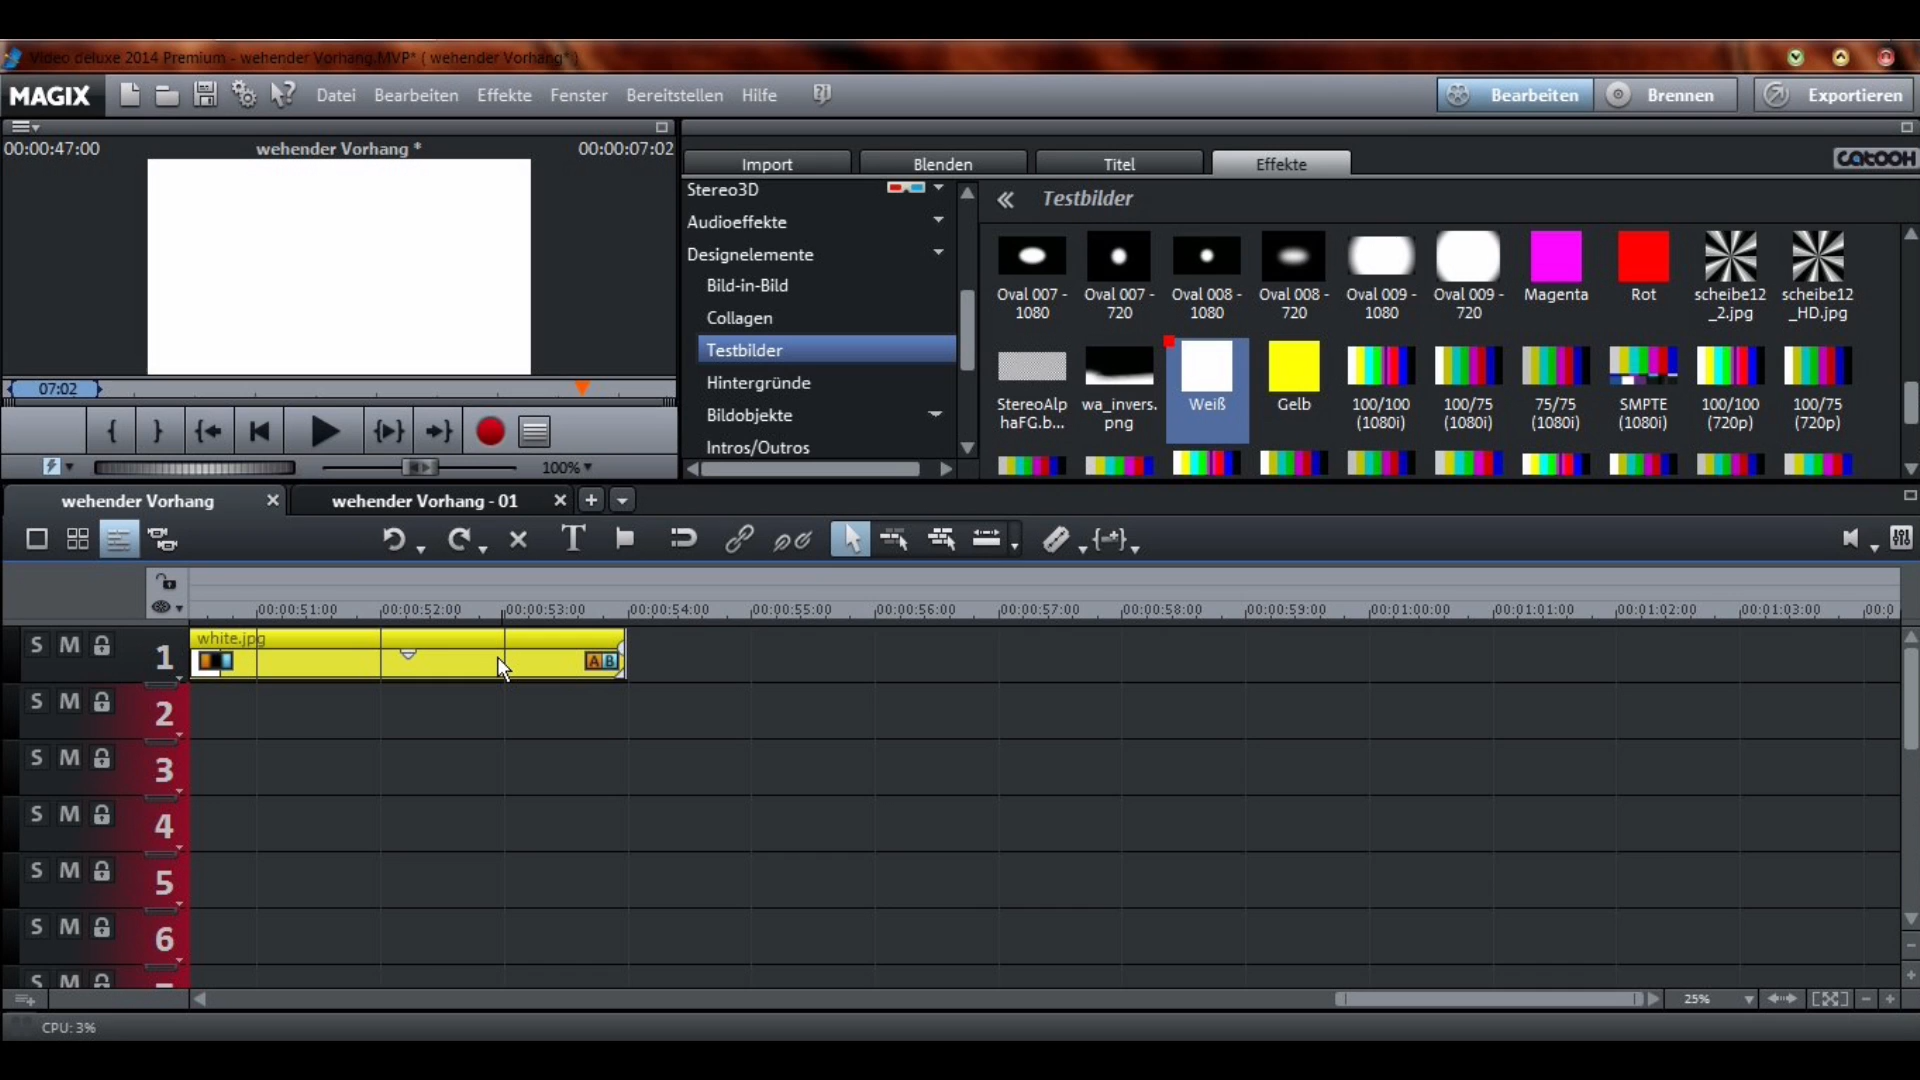 Video deluxe 2014 Premium - wehender Vorhang.MVP* ( wehender Vorhang* )
MAGIX Datei Bearbeiten Effekte Fenster Bereitstellen Hilfe Bearbeiten Brennen Exportieren
00:00:47:00 wehender Vorhang * 00:00:07:02
Import Blenden Titel Effekte catooh
Stereo3D
Audioeffekte
Designelemente
Bild-in-Bild
Collagen
Testbilder
Hintergründe
Bildobjekte
Intros/Outros
Testbilder
Oval 007 - 1080
Oval 007 - 720
Oval 008 - 1080
Oval 008 - 720
Oval 009 - 1080
Oval 009 - 720
Magenta
Rot
scheibe12_2.jpg
scheibe12_HD.jpg
StereoAlphaFG.b...
wa_invers.png
Weiß
Gelb
100/100 (1080i)
100/75 (1080i)
75/75 (1080i)
SMPTE (1080i)
100/100 (720p)
100/75 (720p)
07:02
100%
wehender Vorhang wehender Vorhang - 01
00:00:51:00 00:00:52:00 00:00:53:00 00:00:54:00 00:00:55:00 00:00:56:00 00:00:57:00 00:00:58:00 00:00:59:00 00:01:00:00 00:01:01:00 00:01:02:00 00:01:03:00 00:0
S M 1 white.jpg
A B
S M 2
S M 3
S M 4
S M 5
S M 6
S M
25%
CPU: 3%